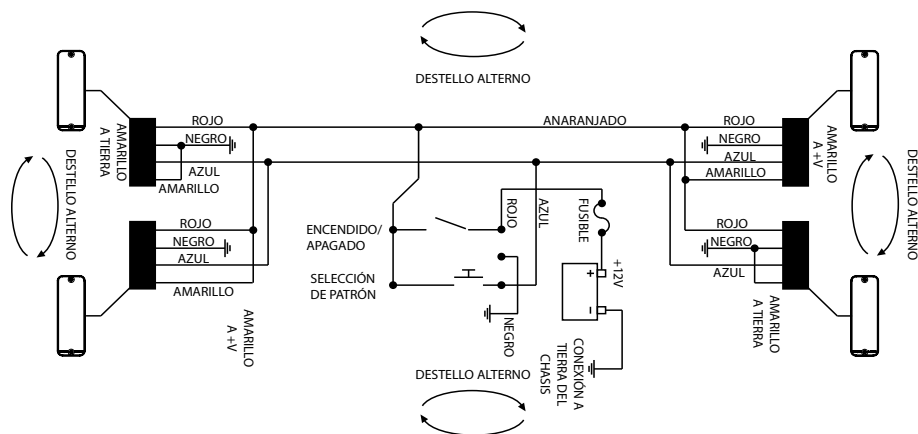 DESTELLO ALTERNO
ROJO
NEGRO
AZUL
AMARILLO
AMARILLO
A TIERRA
DESTELLO ALTERNO
ROJO
NEGRO
AZUL
AMARILLO
AMARILLO
A +V
ANARANJADO
ENCENDIDO/
APAGADO
SELECCIÓN
DE PATRÓN
ROJO
AZUL
NEGRO
FUSIBLE
+12V
+
–
CONEXIÓN A
TIERRA DEL
CHASIS
DESTELLO ALTERNO
ROJO
NEGRO
AZUL
AMARILLO
AMARILLO
A +V
DESTELLO ALTERNO
ROJO
NEGRO
AZUL
AMARILLO
A TIERRA